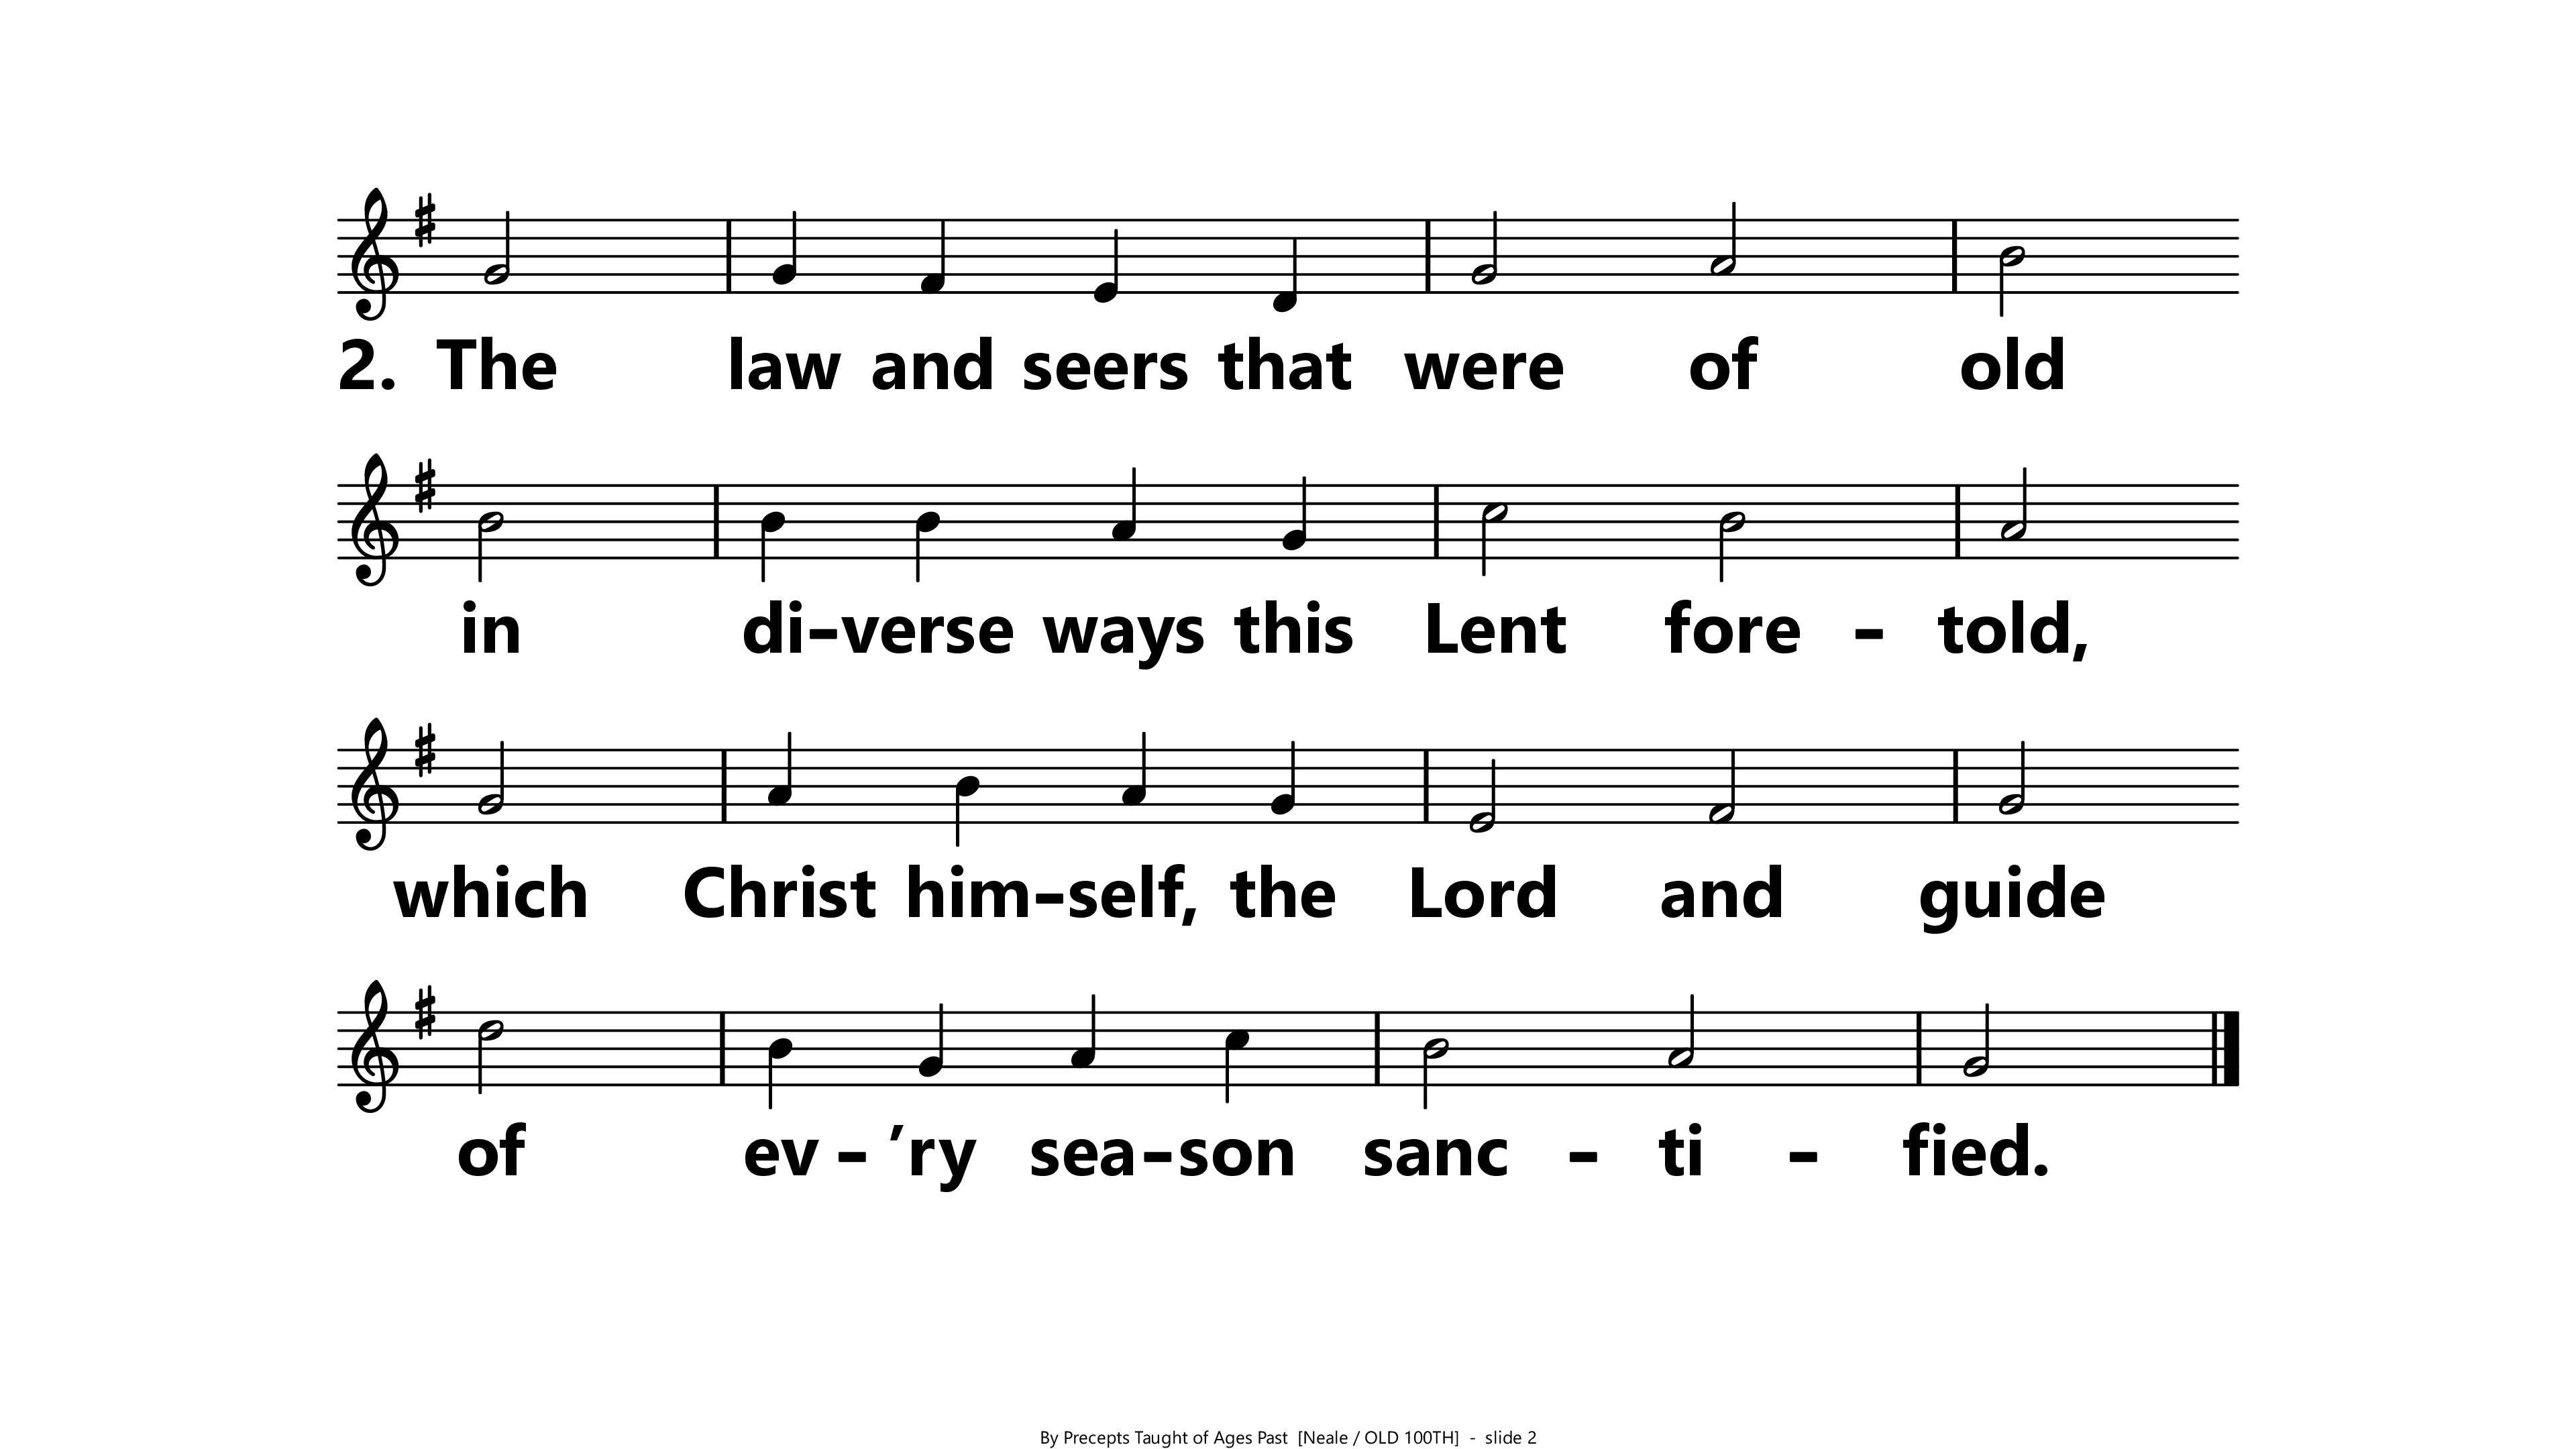 2. The law and seers that were of old
in di-verse ways this Lent fore - told,
which Christ him-self, the Lord and guide
of ev - ’ry sea-son sanc - ti - fied.
By Precepts Taught of Ages Past [Neale / OLD 100TH] - slide 2